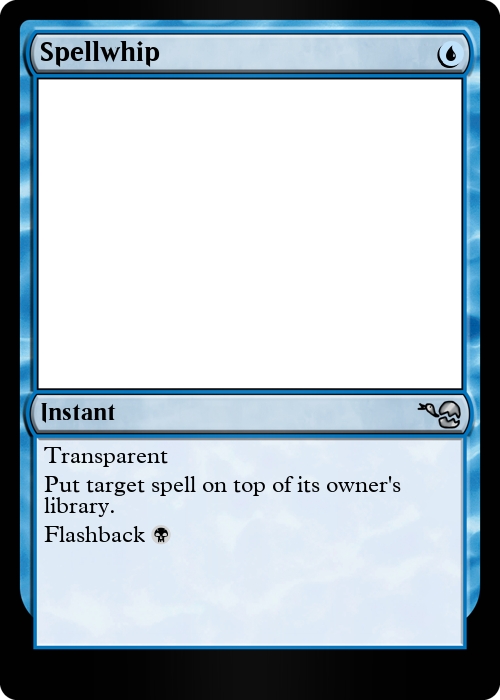 Spellwhip
Instant
Transparent
Put target spell on top of its owner's
library.
Flashback